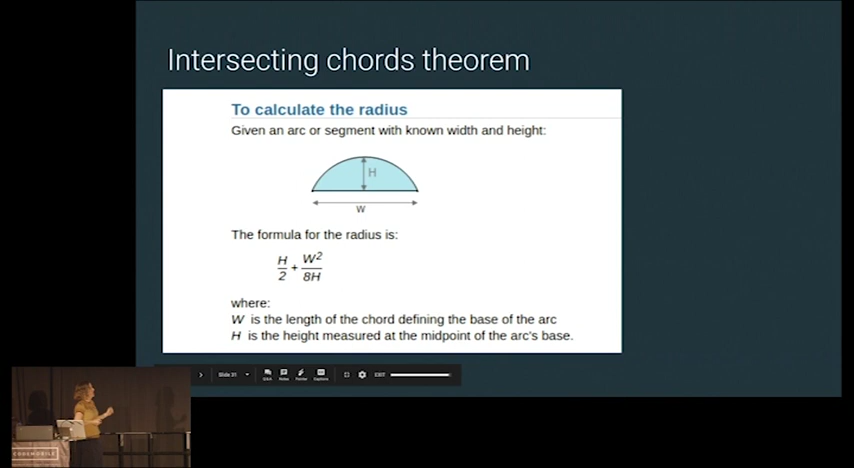 Intersecting chords theorem
To calculate the radius
Given an arc or segment with known width and height:
H
W
The formula for the radius is:
H/2 + W²/8H
where:
W is the length of the chord defining the base of the arc
H is the height measured at the midpoint of the arc's base.
Slide 31
Q&A Notes Pointer Captions
EXIT
CODEMOBILE